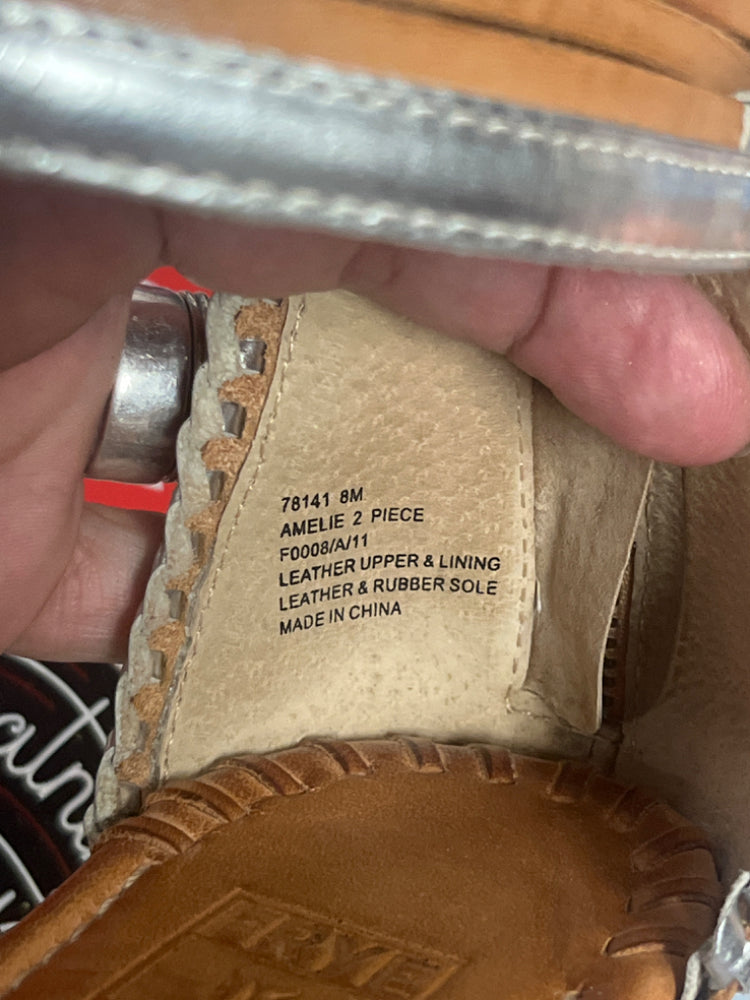 78141 8M
AMELIE 2 PIECE
F0008/A/11
LEATHER UPPER & LINING
LEATHER & RUBBER SOLE
MADE IN CHINA
FRYE